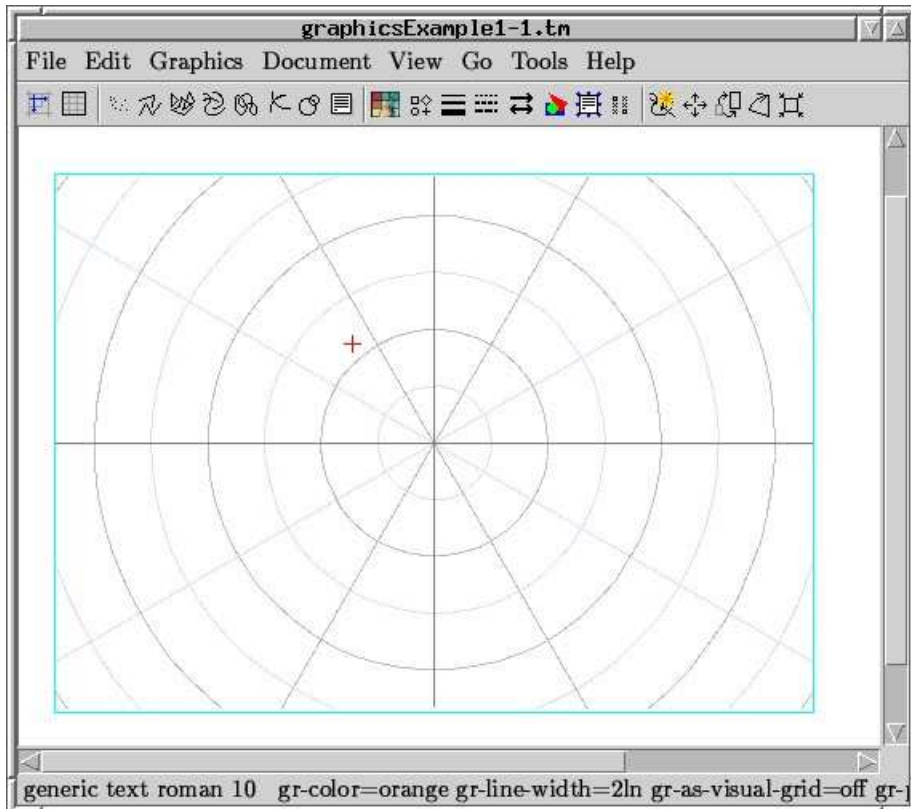 graphicsExample1-1.tm
File Edit Graphics Document View Go Tools Help
generic text roman 10 gr-color=orange gr-line-width=2ln gr-as-visual-grid=off gr-